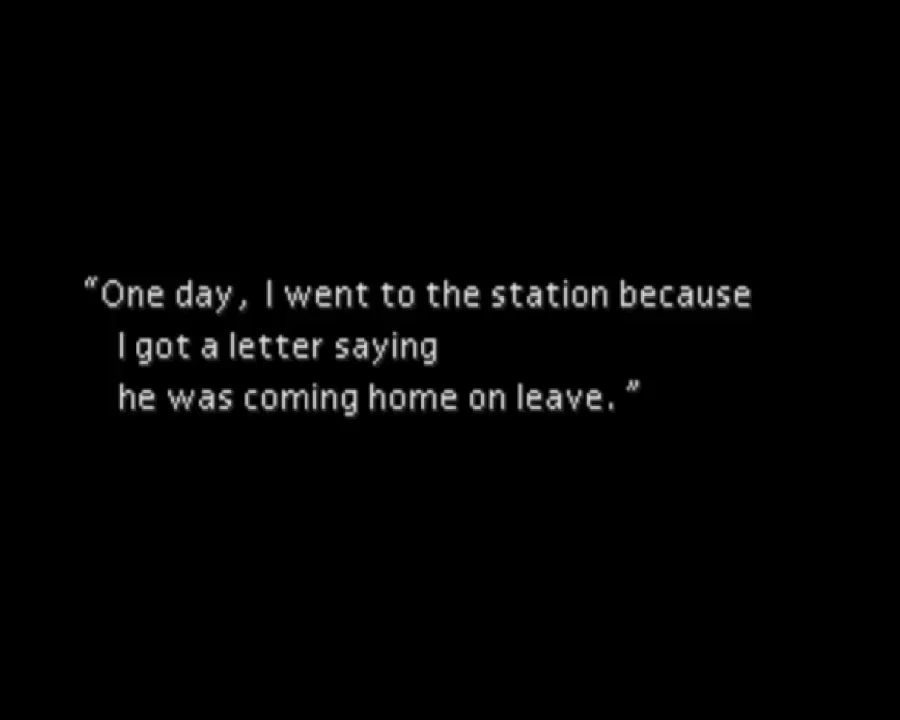 “One day, I went to the station because
I got a letter saying
he was coming home on leave.”